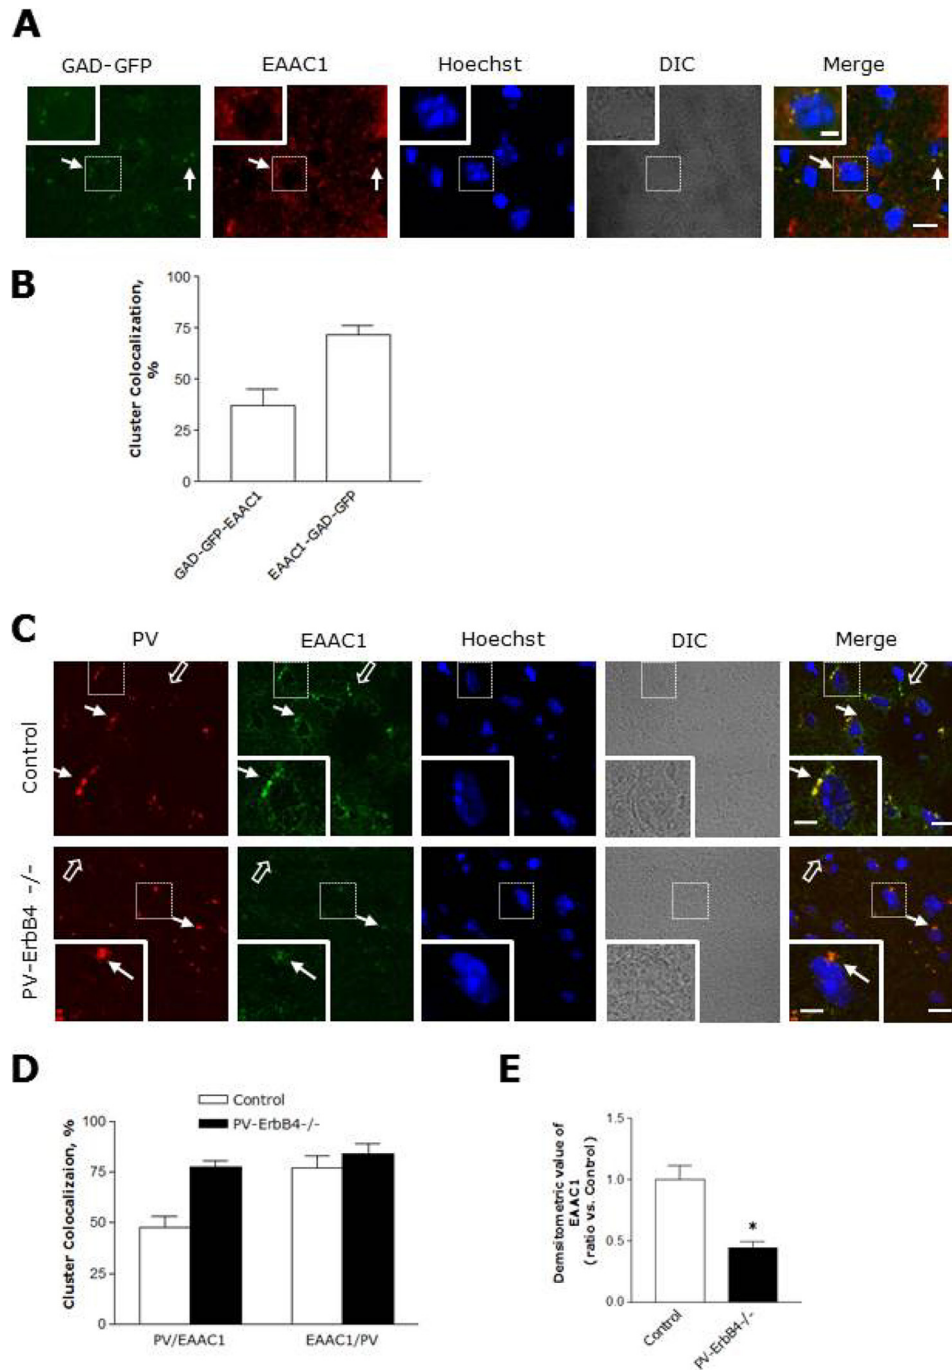 A
GAD-GFP EAAC1 Hoechst DIC Merge
B
Cluster Colocalization, %
100
75
50
25
0
GAD-GFP-EAAC1
EAAC1-GAD-GFP
C
PV EAAC1 Hoechst DIC Merge
Control
PV-ErbB4 -/-
D
Control
PV-ErbB4-/-
Cluster Colocalizaion, %
100
75
50
25
0
PV/EAAC1 EAAC1/PV
E
Demsitometric value of
EAAC1
(ratio vs. Control)
1.5
1.0
0.5
0.0
*
Control
PV-ErbB4-/-